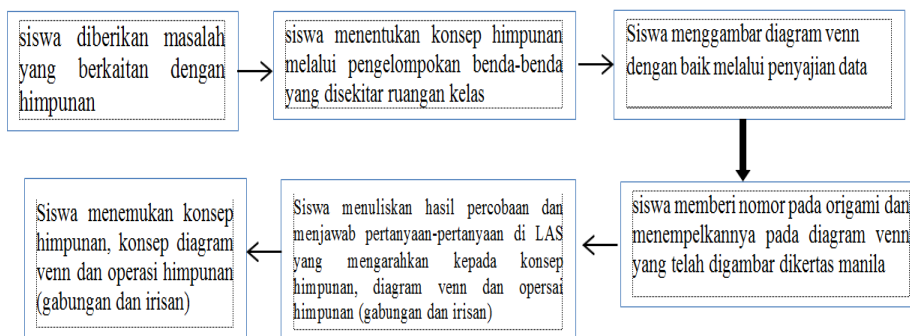 siswa diberikan masalah
yang berkaitan dengan
himpunan
siswa menentukan konsep himpunan
melalui pengelompokan benda-benda
yang disekitar ruangan kelas
Siswa menggambar diagram venn
dengan baik melalui penyajian data
siswa memberi nomor pada origami dan
menempelkannya pada diagram venn
yang telah digambar dikertas manila
Siswa menuliskan hasil percobaan dan
menjawab pertanyaan-pertanyaan di LAS
yang mengarahkan kepada konsep
himpunan, diagram venn dan opersai
himpunan (gabungan dan irisan)
Siswa menemukan konsep
himpunan, konsep diagram
venn dan operasi himpunan
(gabungan dan irisan)